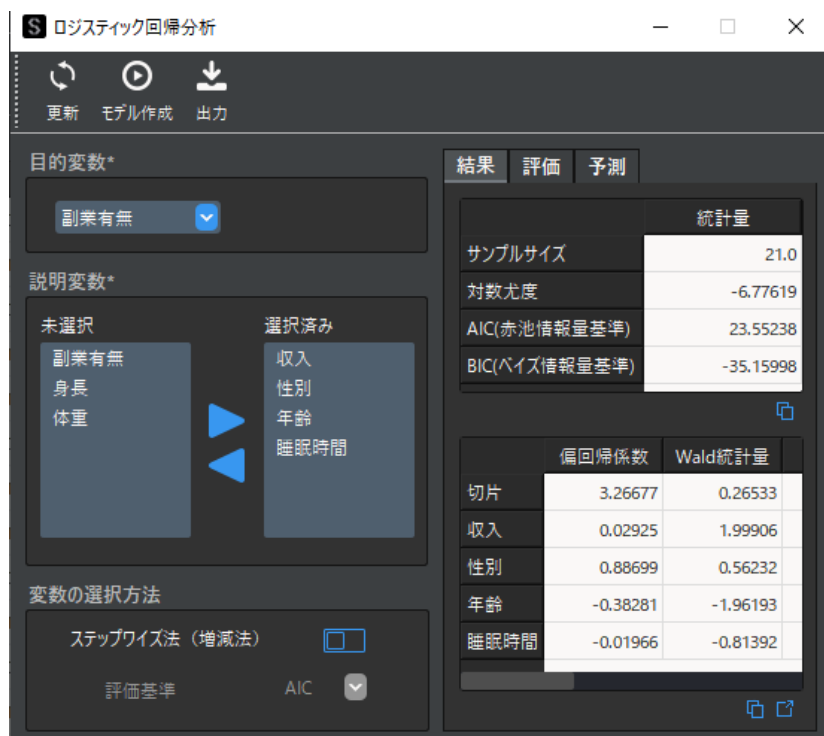 S ロジスティック回帰分析
更新 モデル作成 出力
目的変数*
副業有無
説明変数*
未選択 選択済み
副業有無
身長
体重
収入
性別
年齢
睡眠時間
変数の選択方法
ステップワイズ法（増減法）
評価基準 AIC
結果 評価 予測
統計量
サンプルサイズ 21.0
対数尤度 -6.77619
AIC(赤池情報量基準) 23.55238
BIC(ベイズ情報量基準) -35.15998
偏回帰係数 Wald統計量
切片 3.26677 0.26533
収入 0.02925 1.99906
性別 0.88699 0.56232
年齢 -0.38281 -1.96193
睡眠時間 -0.01966 -0.81392